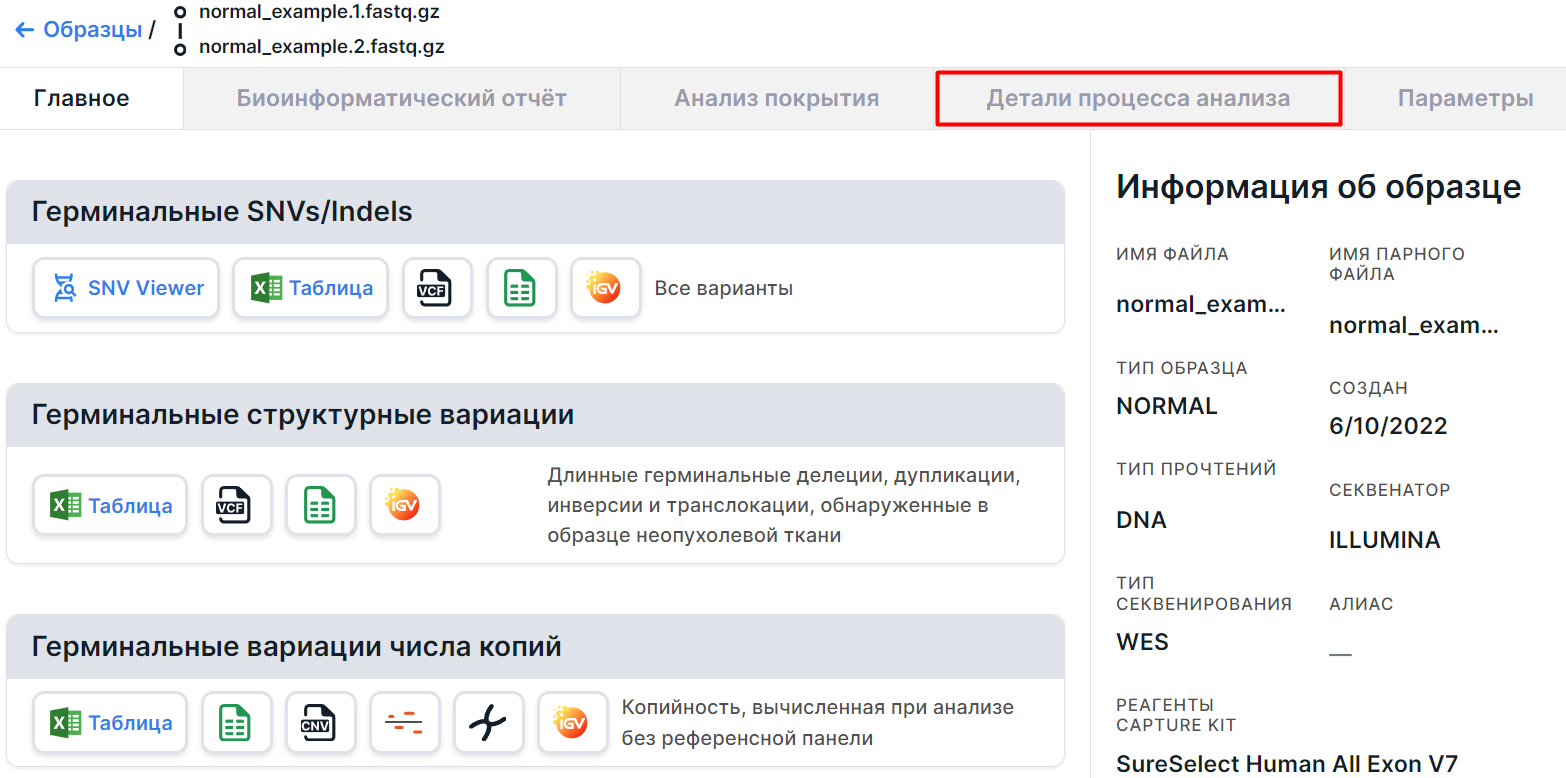 ← Образцы /
normal_example.1.fastq.gz
normal_example.2.fastq.gz
Главное
Биоинформатический отчёт
Анализ покрытия
Детали процесса анализа
Параметры
Герминальные SNVs/Indels
SNV Viewer
Таблица
VCF
IGV
Все варианты
Герминальные структурные вариации
Таблица
VCF
IGV
Длинные герминальные делеции, дупликации,
инверсии и транслокации, обнаруженные в
образце неопухолевой ткани
Герминальные вариации числа копий
Таблица
CNV
IGV
Копийность, вычисленная при анализе
без референсной панели
Информация об образце
ИМЯ ФАЙЛА
normal_exam...
ИМЯ ПАРНОГО
ФАЙЛА
normal_exam...
ТИП ОБРАЗЦА
NORMAL
СОЗДАН
6/10/2022
ТИП ПРОЧТЕНИЙ
DNA
СЕКВЕНАТОР
ILLUMINA
ТИП
СЕКВЕНИРОВАНИЯ
WES
АЛИАС
—
РЕАГЕНТЫ
CAPTURE KIT
SureSelect Human All Exon V7